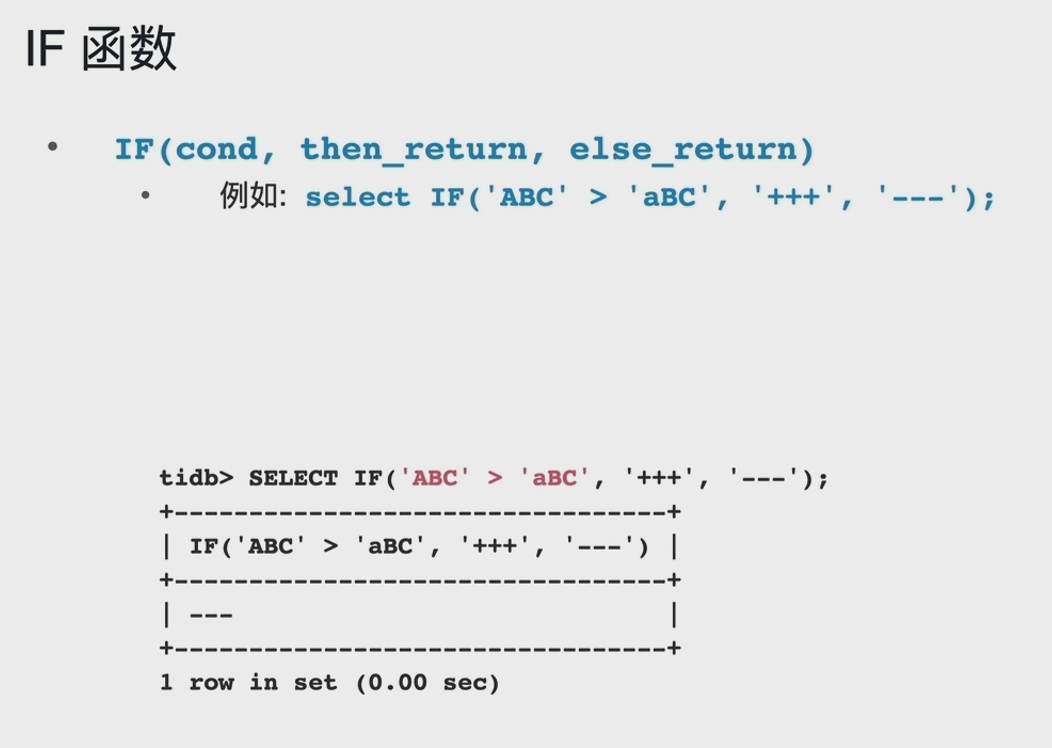 IF 函数
• IF(cond, then_return, else_return)
• 例如: select IF('ABC' > 'aBC', '+++', '---');
tidb> SELECT IF('ABC' > 'aBC', '+++', '---');
+---------------------------------+
| IF('ABC' > 'aBC', '+++', '---') |
+---------------------------------+
| ---                             |
+---------------------------------+
1 row in set (0.00 sec)